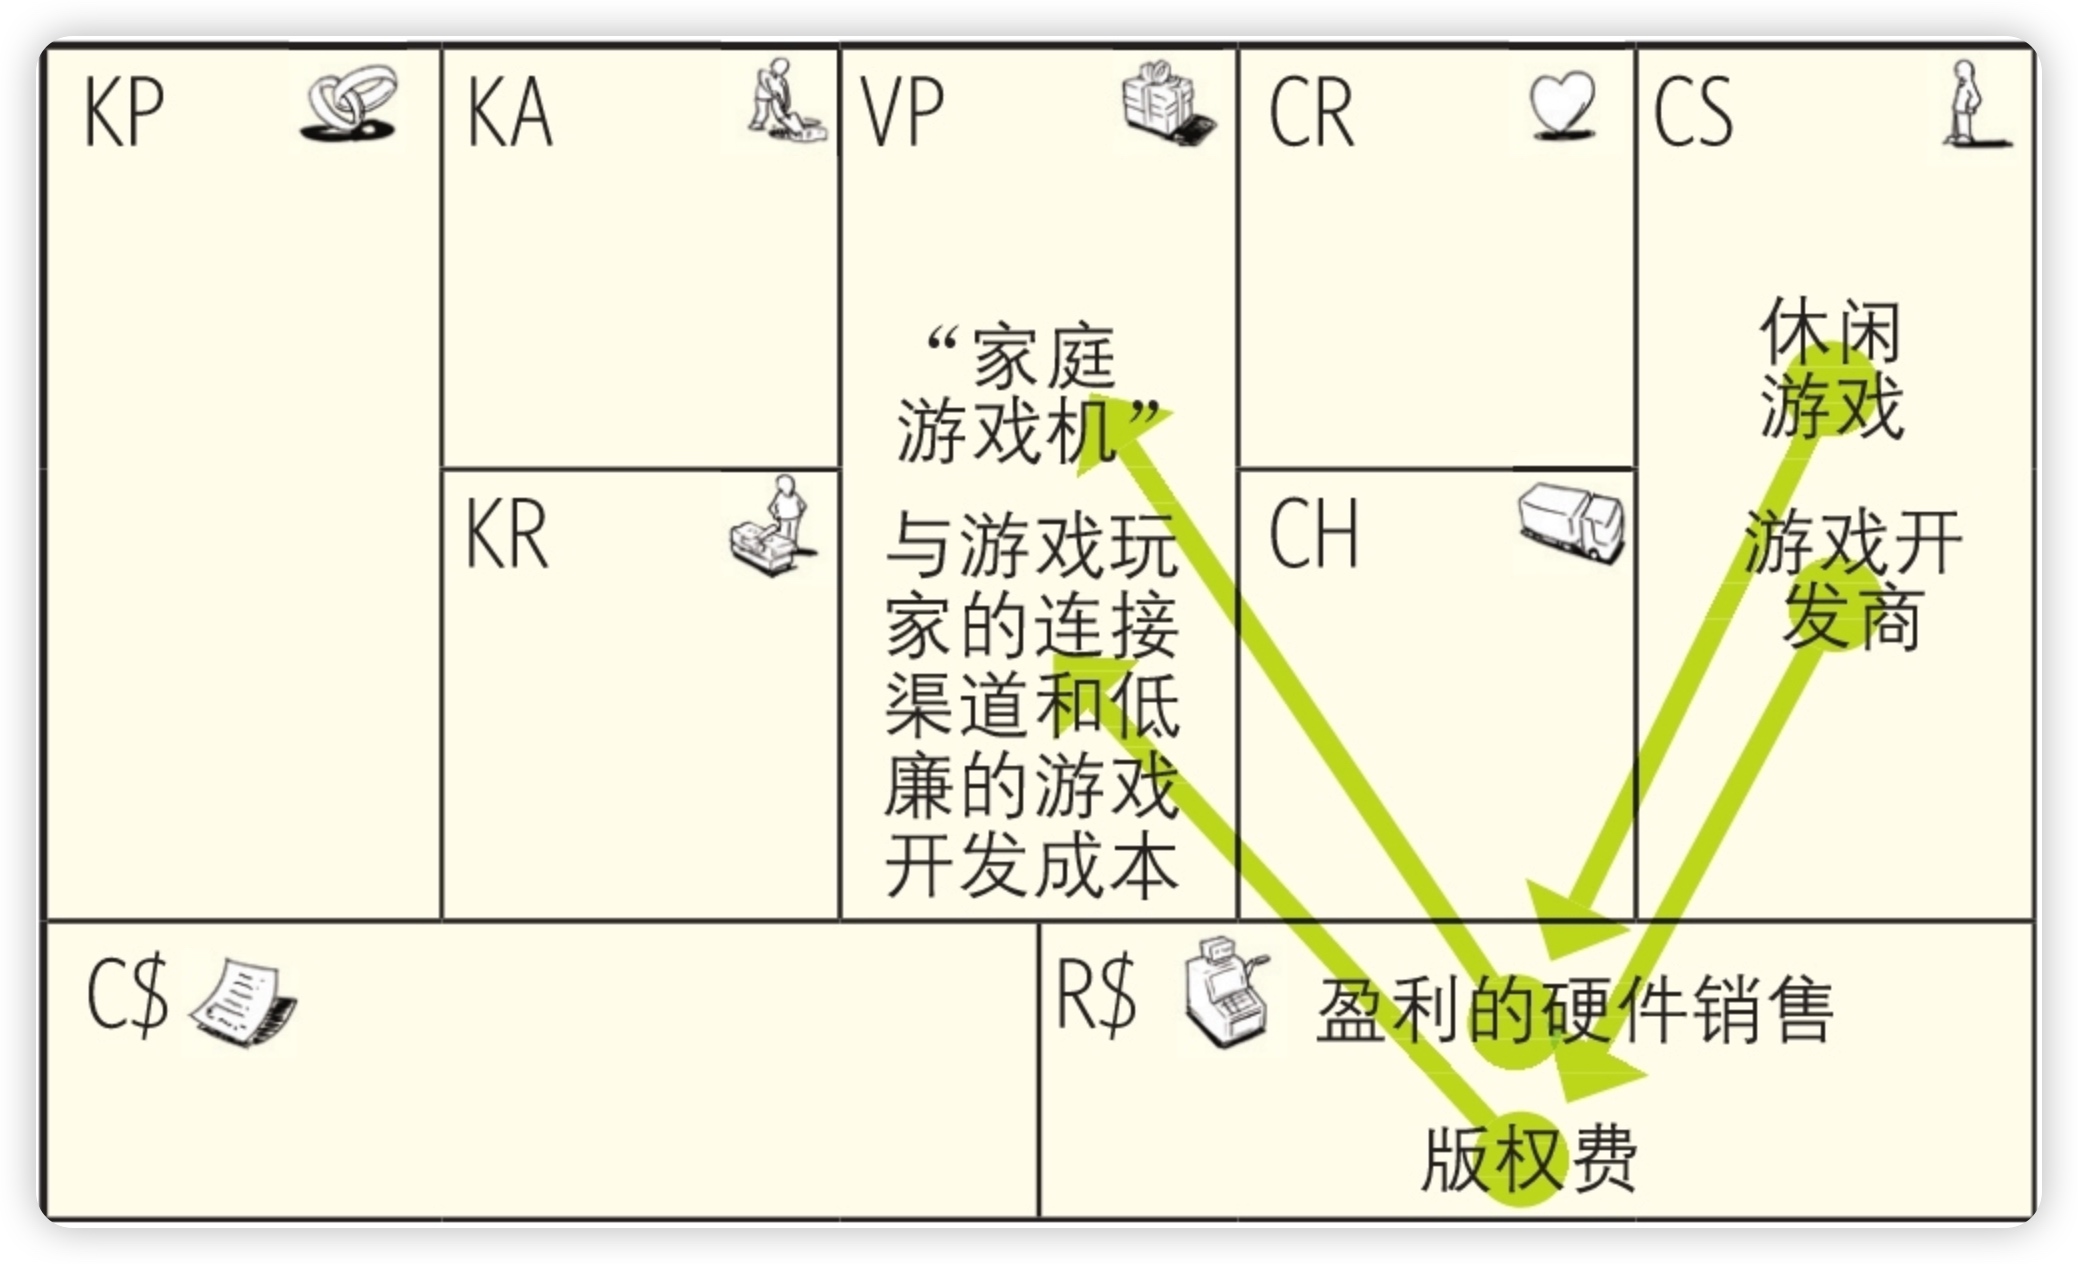 KP
KA
VP
CR
CS
“家庭
游戏机”
与游戏玩
家的连接
渠道和低
廉的游戏
开发成本
休闲
游戏
游戏开
发商
KR
CH
C$
R$
盈利的硬件销售
版权费